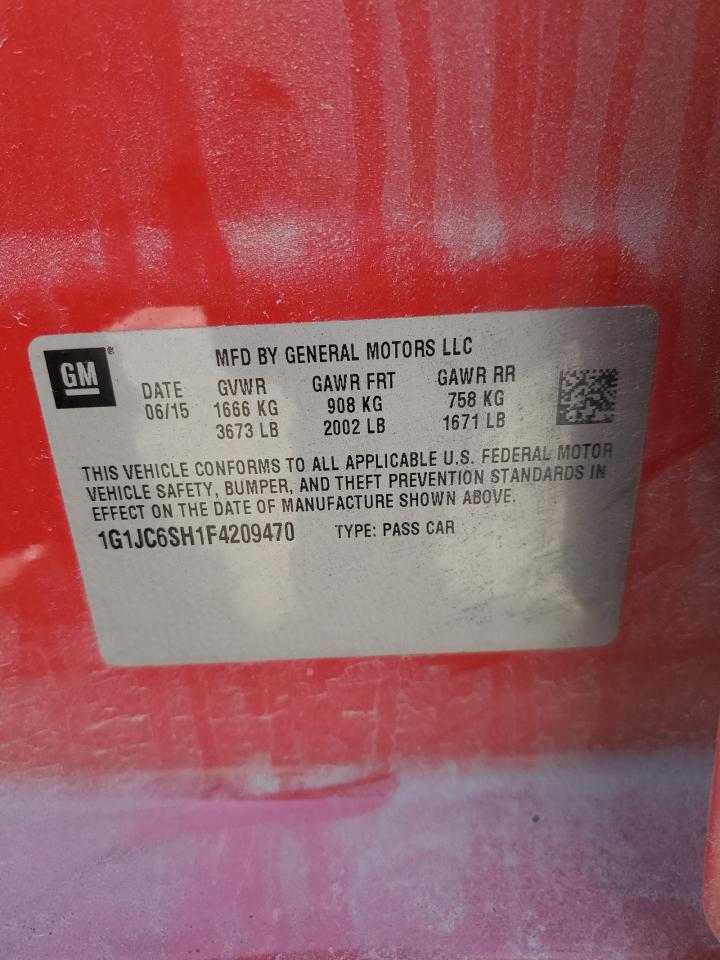 GM®
MFD BY GENERAL MOTORS LLC
DATE GVWR GAWR FRT GAWR RR
06/15 1666 KG 908 KG 758 KG
3673 LB 2002 LB 1671 LB
THIS VEHICLE CONFORMS TO ALL APPLICABLE U.S. FEDERAL MOTOR
VEHICLE SAFETY, BUMPER, AND THEFT PREVENTION STANDARDS IN
EFFECT ON THE DATE OF MANUFACTURE SHOWN ABOVE.
1G1JC6SH1F4209470 TYPE: PASS CAR